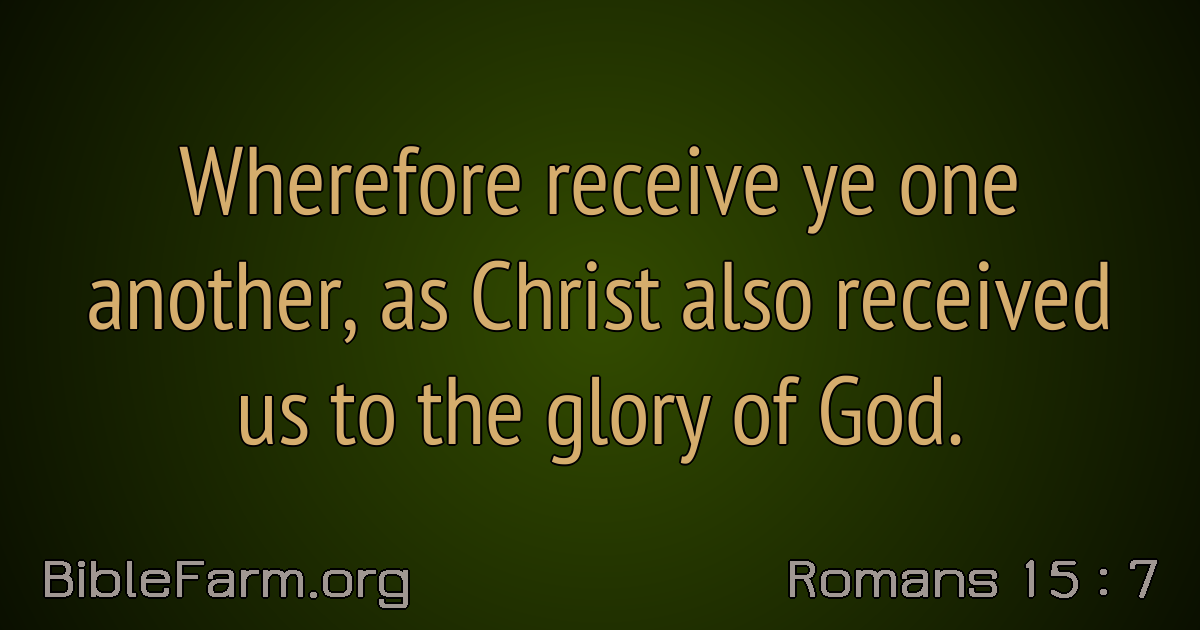 Wherefore receive ye one
another, as Christ also received
us to the glory of God.
BibleFarm.org
Romans 15 : 7